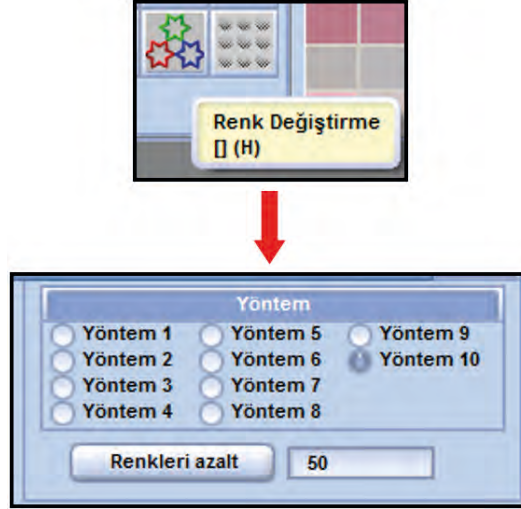 Renk Değiştirme
[] (H)
Yöntem
Yöntem 1 Yöntem 5 Yöntem 9
Yöntem 2 Yöntem 6 Yöntem 10
Yöntem 3 Yöntem 7
Yöntem 4 Yöntem 8
Renkleri azalt 50